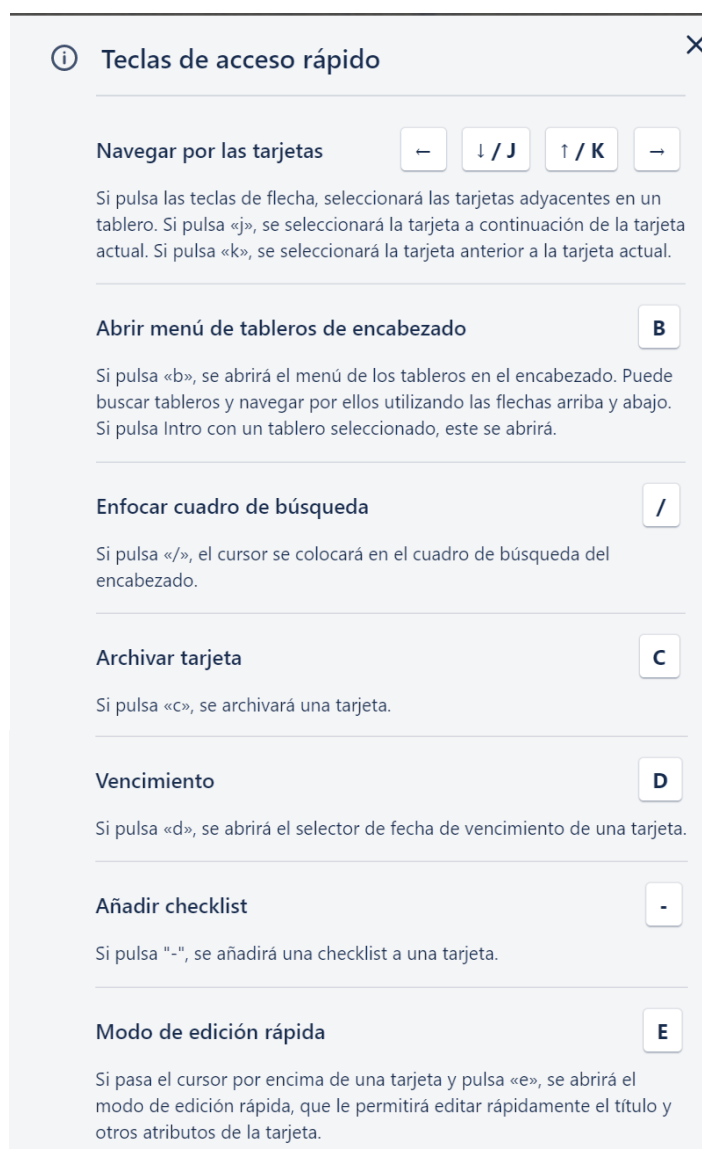 Teclas de acceso rápido
Navegar por las tarjetas ← ↓ / J ↑ / K →
Si pulsa las teclas de flecha, seleccionará las tarjetas adyacentes en un
tablero. Si pulsa «j», se seleccionará la tarjeta a continuación de la tarjeta
actual. Si pulsa «k», se seleccionará la tarjeta anterior a la tarjeta actual.
Abrir menú de tableros de encabezado B
Si pulsa «b», se abrirá el menú de los tableros en el encabezado. Puede
buscar tableros y navegar por ellos utilizando las flechas arriba y abajo.
Si pulsa Intro con un tablero seleccionado, este se abrirá.
Enfocar cuadro de búsqueda /
Si pulsa «/», el cursor se colocará en el cuadro de búsqueda del
encabezado.
Archivar tarjeta C
Si pulsa «c», se archivará una tarjeta.
Vencimiento D
Si pulsa «d», se abrirá el selector de fecha de vencimiento de una tarjeta.
Añadir checklist -
Si pulsa "-", se añadirá una checklist a una tarjeta.
Modo de edición rápida E
Si pasa el cursor por encima de una tarjeta y pulsa «e», se abrirá el
modo de edición rápida, que le permitirá editar rápidamente el título y
otros atributos de la tarjeta.